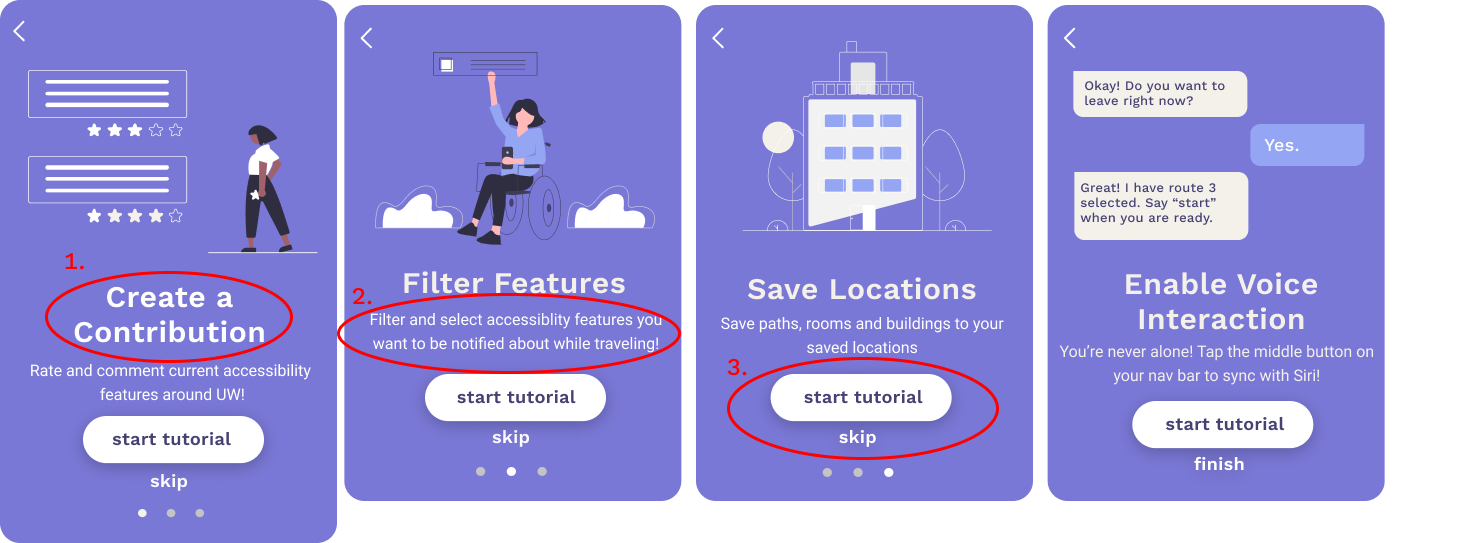 1.
Create a
Contribution
Rate and comment current accessibility
features around UW!
start tutorial
skip
2.
Filter Features
Filter and select accessiblity features you
want to be notified about while traveling!
start tutorial
skip
Save Locations
Save paths, rooms and buildings to your
saved locations
3.
start tutorial
skip
Okay! Do you want to
leave right now?
Yes.
Great! I have route 3
selected. Say “start”
when you are ready.
Enable Voice
Interaction
You’re never alone! Tap the middle button on
your nav bar to sync with Siri!
start tutorial
finish